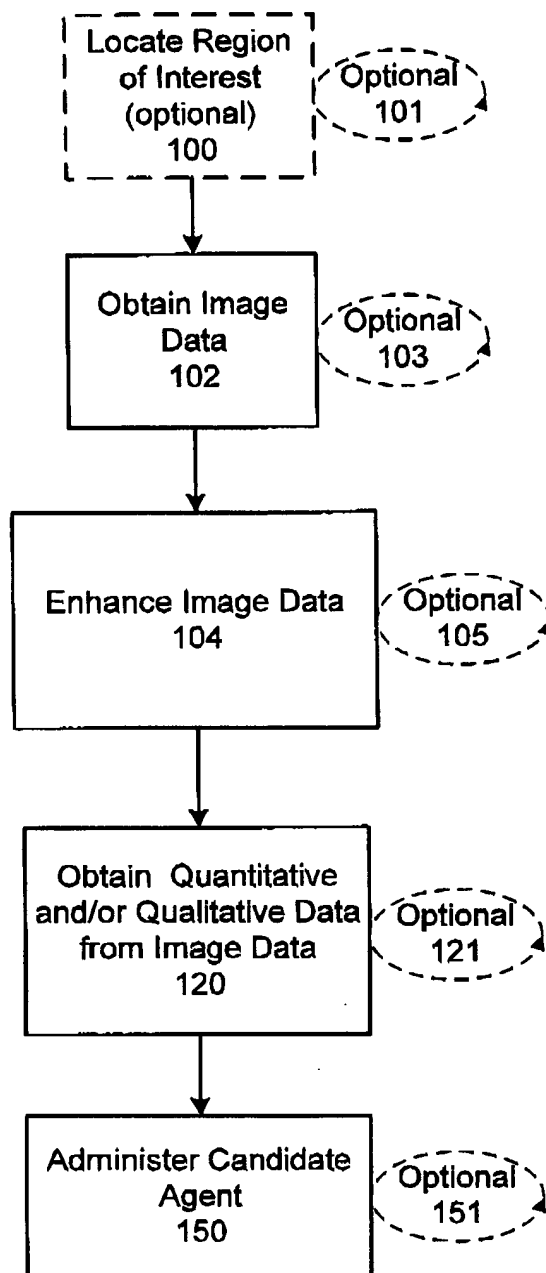 Locate Region
of Interest
(optional)
100
Optional
101
Obtain Image
Data
102
Optional
103
Enhance Image Data
104
Optional
105
Obtain Quantitative
and/or Qualitative Data
from Image Data
120
Optional
121
Administer Candidate
Agent
150
Optional
151